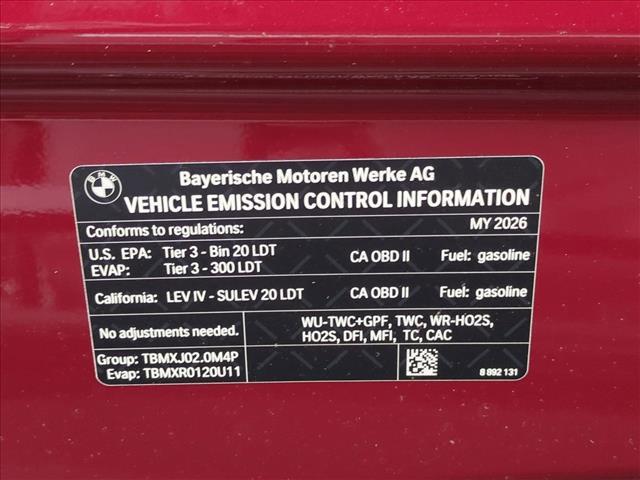 BMW
Bayerische Motoren Werke AG
VEHICLE EMISSION CONTROL INFORMATION
Conforms to regulations: MY 2026
U.S. EPA: Tier 3 - Bin 20 LDT CA OBD II Fuel: gasoline
EVAP: Tier 3 - 300 LDT
California: LEV IV - SULEV 20 LDT CA OBD II Fuel: gasoline
No adjustments needed. WU-TWC+GPF, TWC, WR-HO2S,
HO2S, DFI, MFI, TC, CAC
Group: TBMXJ02.0M4P
Evap: TBMXR0120U11 8 892 131